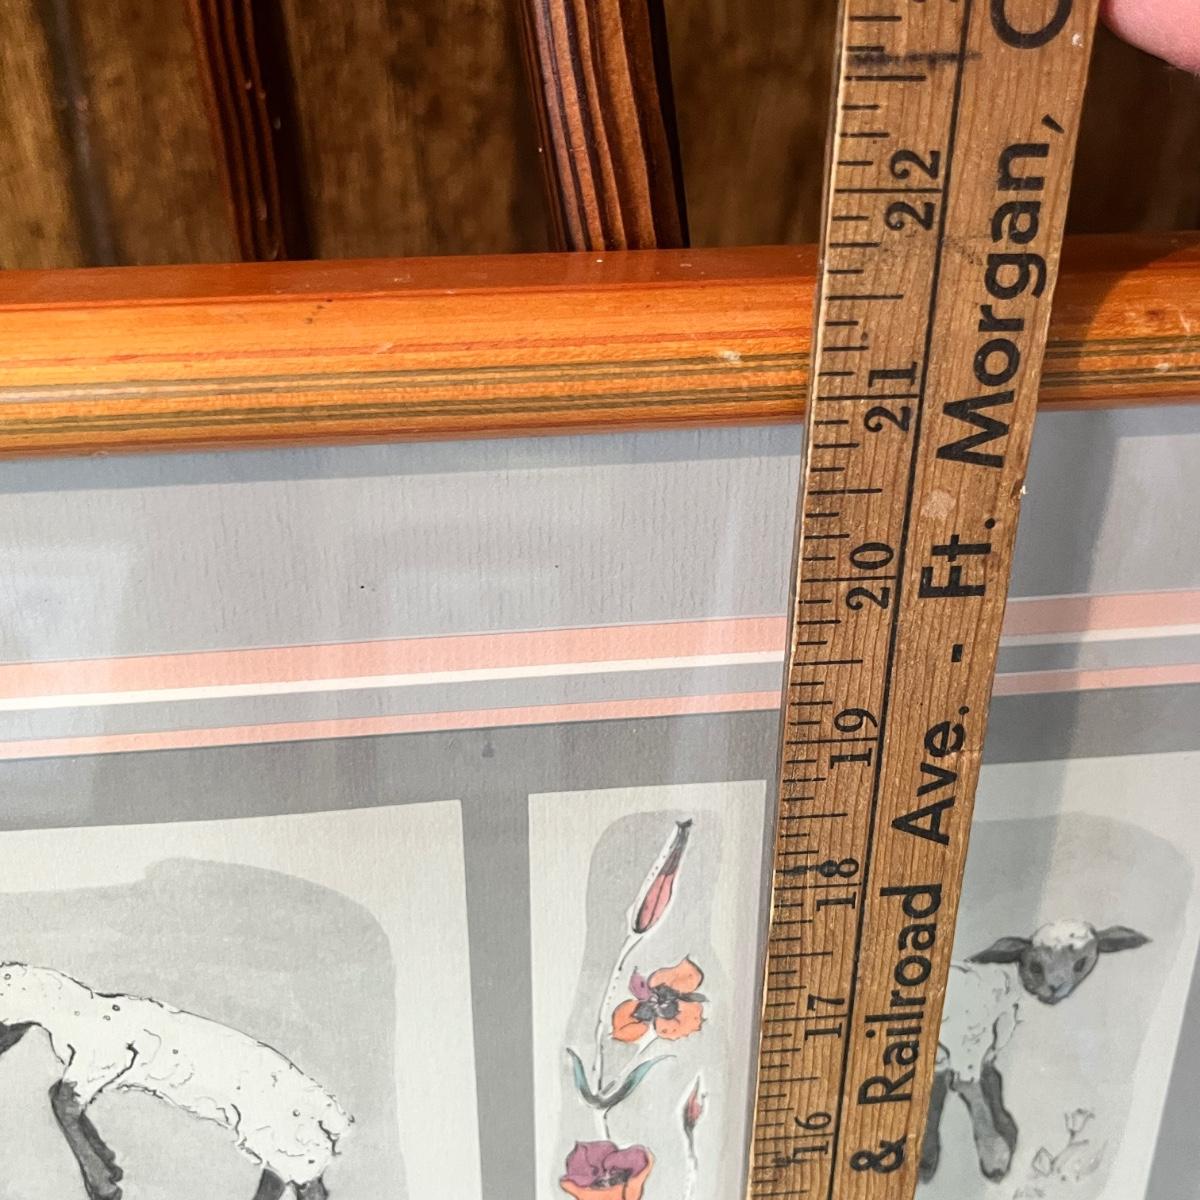 & Railroad Ave. - Ft. Morgan,
16 17 18 19 20 21 22